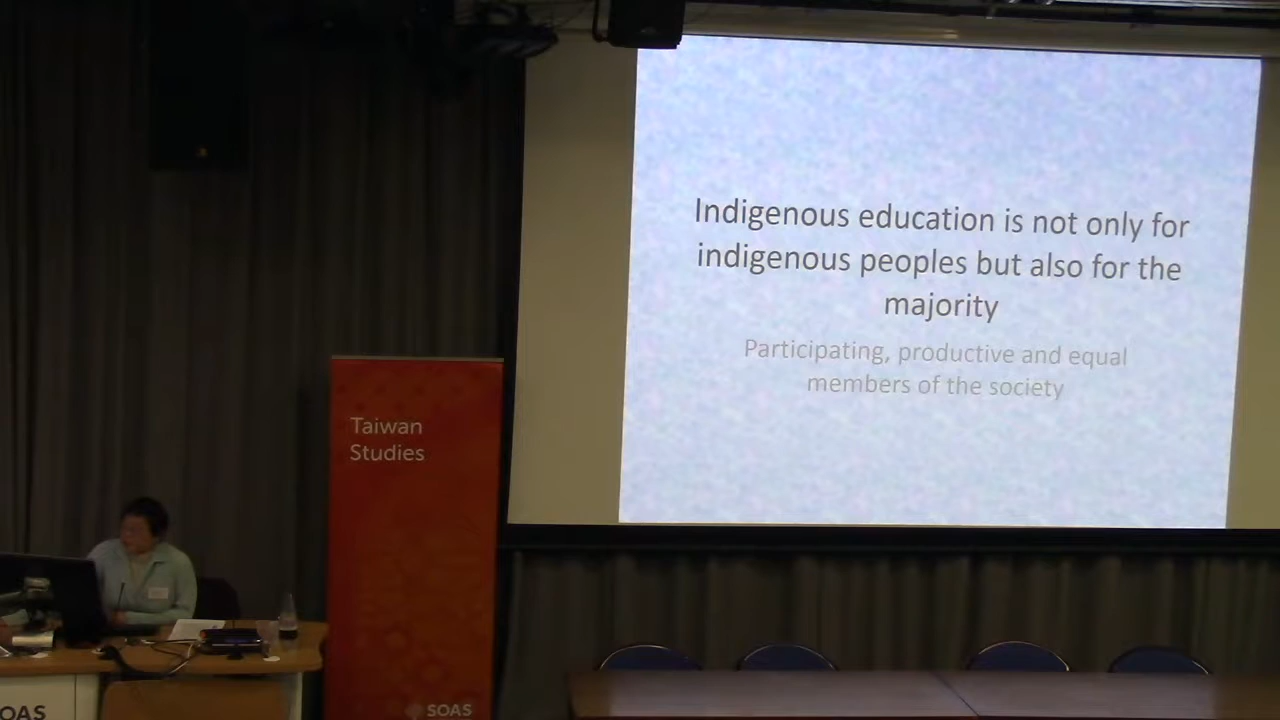 Indigenous education is not only for
indigenous peoples but also for the
majority
Participating, productive and equal
members of the society
Taiwan
Studies
SOAS
OAS